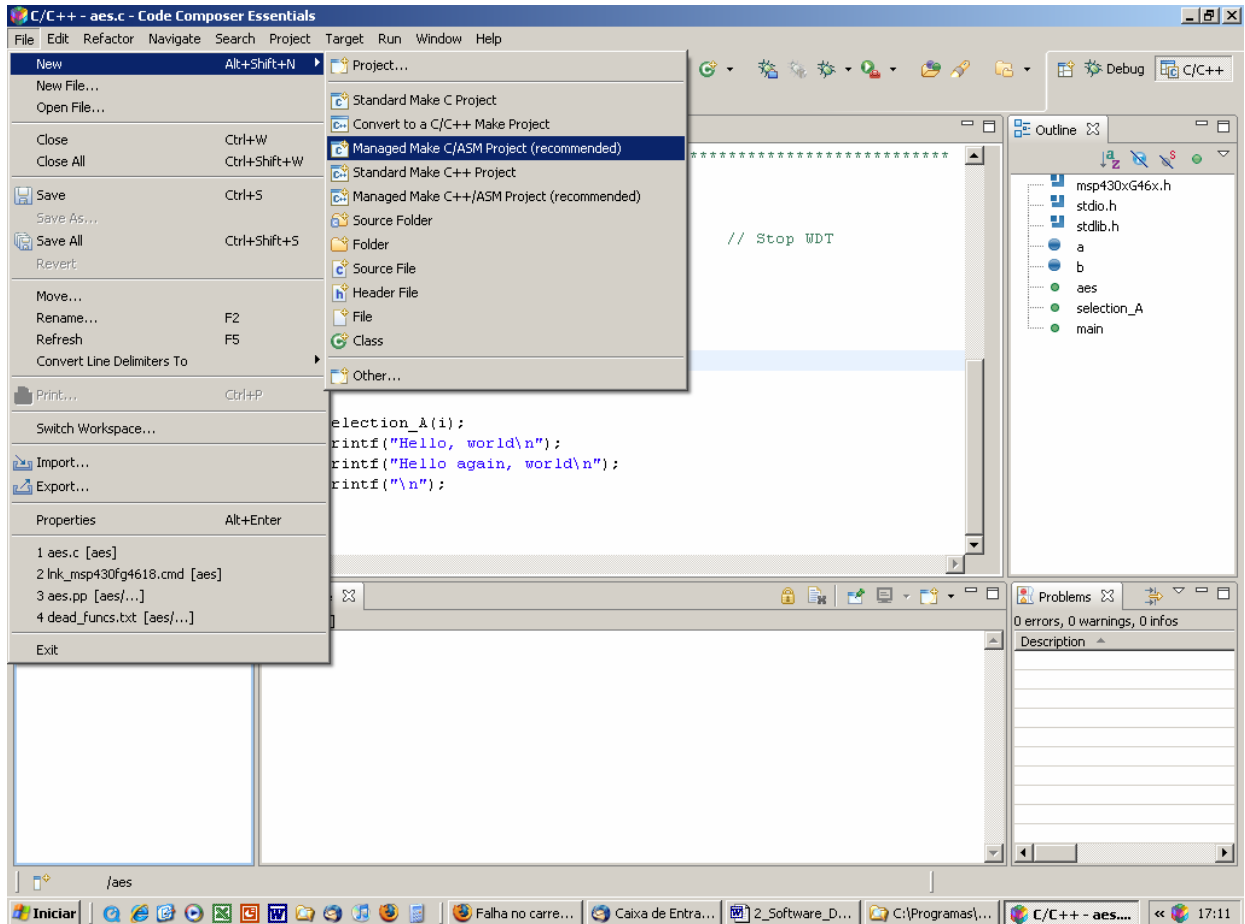 C/C++ - aes.c - Code Composer Essentials
File Edit Refactor Navigate Search Project Target Run Window Help
New Alt+Shift+N
New File...
Open File...
Close Ctrl+W
Close All Ctrl+Shift+W
Save Ctrl+S
Save As...
Save All Ctrl+Shift+S
Revert
Move...
Rename... F2
Refresh F5
Convert Line Delimiters To
Print... Ctrl+P
Switch Workspace...
Import...
Export...
Properties Alt+Enter
1 aes.c [aes]
2 lnk_msp430fg4618.cmd [aes]
3 aes.pp [aes/...]
4 dead_funcs.txt [aes/...]
Exit
Project...
Standard Make C Project
Convert to a C/C++ Make Project
Managed Make C/ASM Project (recommended)
Standard Make C++ Project
Managed Make C++/ASM Project (recommended)
Source Folder
Folder
Source File
Header File
File
Class
Other...
Debug C/C++
***************************
// Stop WDT
election_A(i);
rintf("Hello, world\n");
rintf("Hello again, world\n");
rintf("\n");
Outline
msp430xG46x.h
stdio.h
stdlib.h
a
b
aes
selection_A
main
Problems
0 errors, 0 warnings, 0 infos
Description
/aes
Iniciar Falha no carre... Caixa de Entra... 2_Software_D... C:\Programas\... C/C++ - aes.... « 17:11